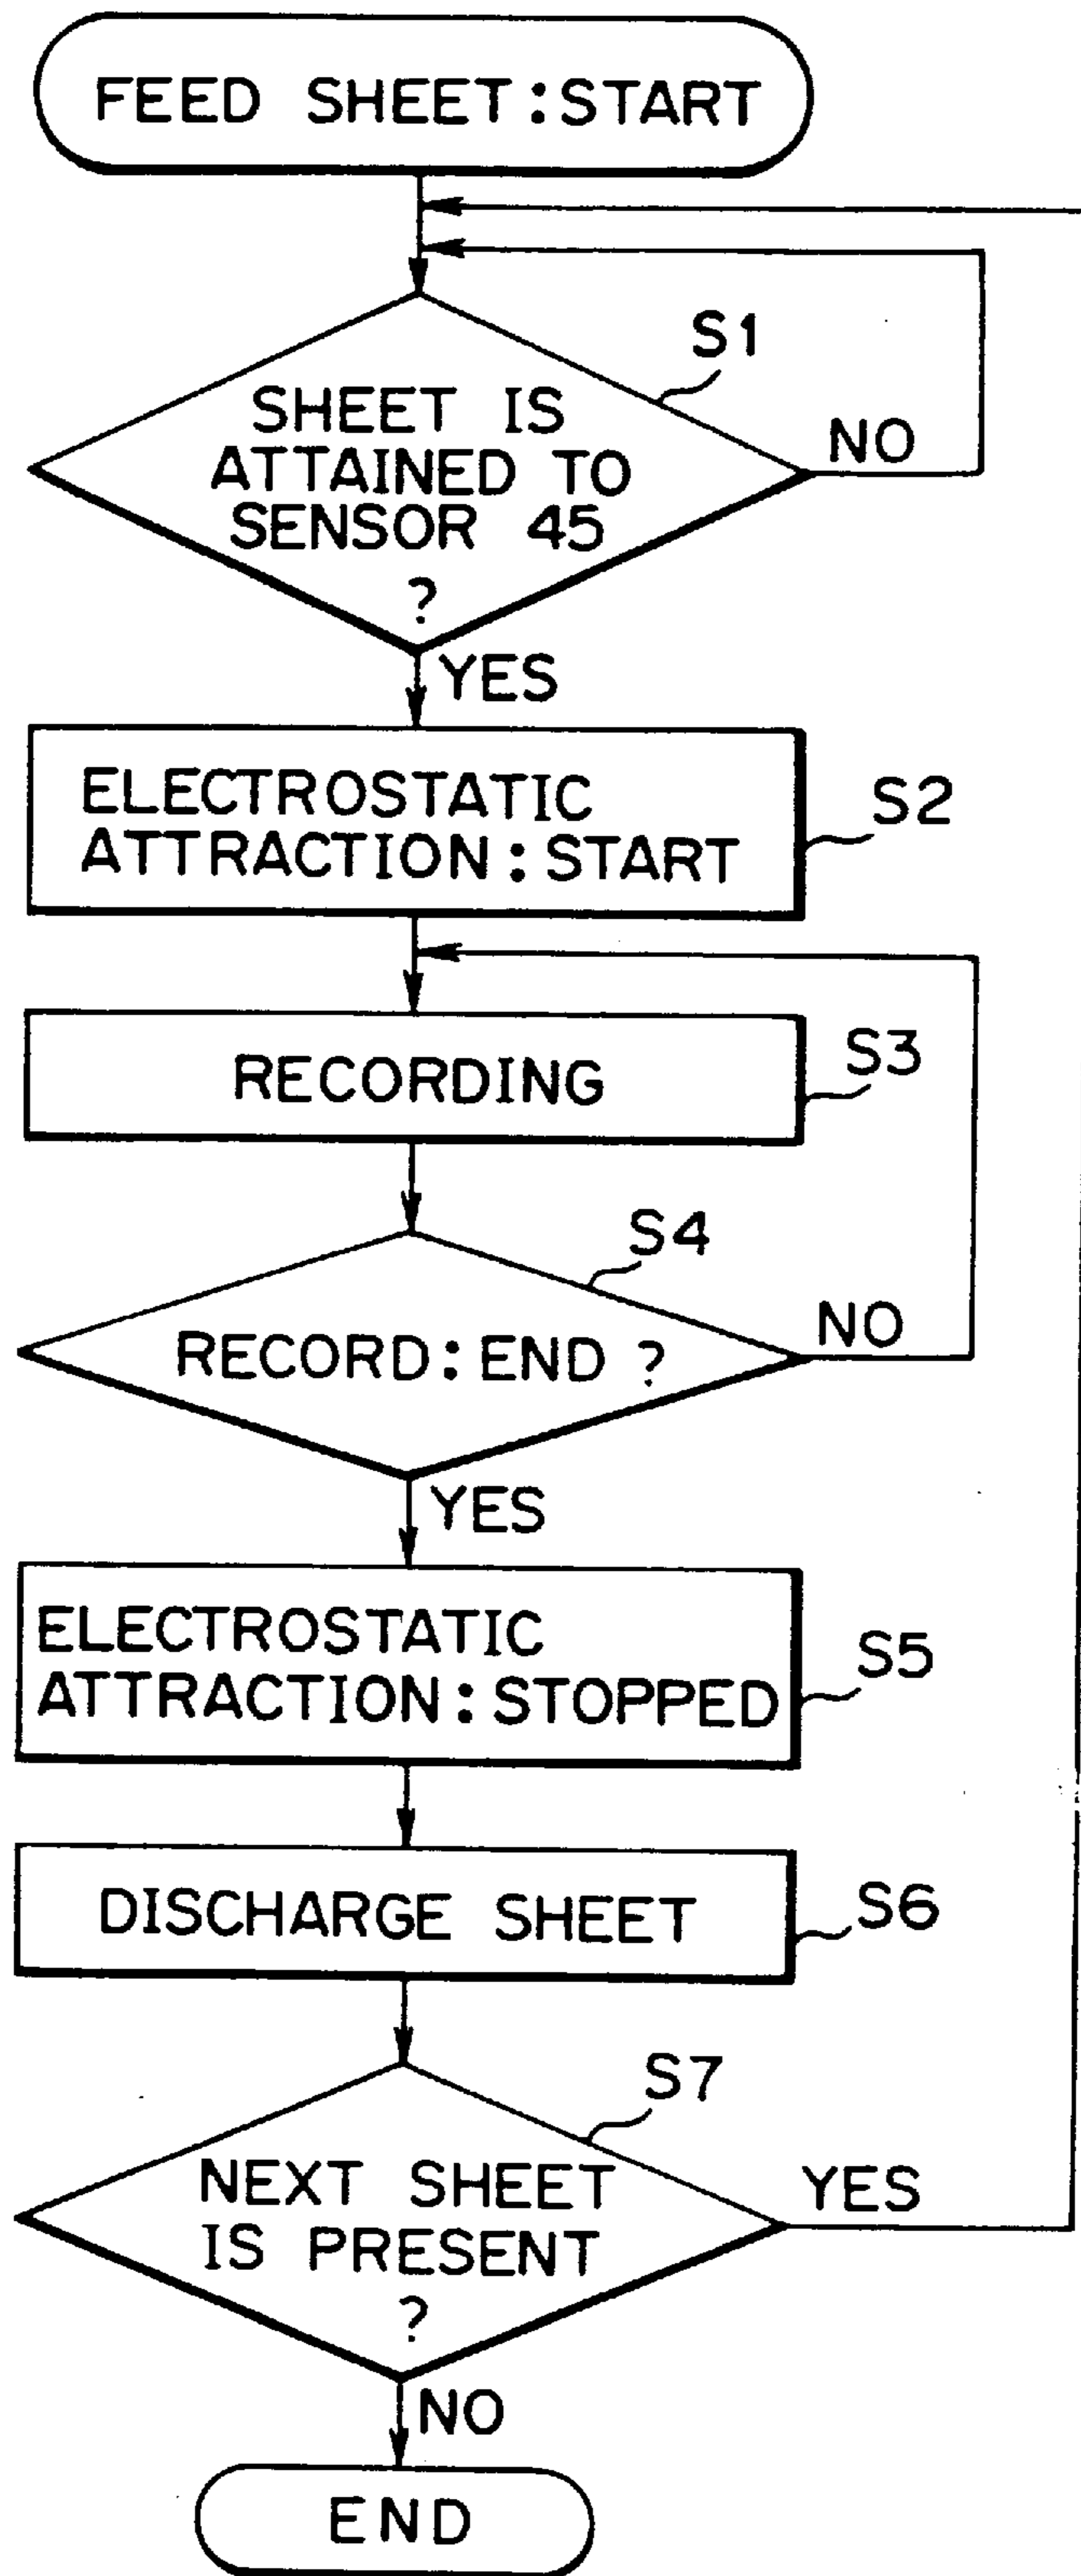 FEED SHEET:START
S1
SHEET IS
ATTAINED TO
SENSOR 45
?
NO
YES
ELECTROSTATIC
ATTRACTION:START
S2
RECORDING
S3
S4
RECORD:END ?
NO
YES
ELECTROSTATIC
ATTRACTION:STOPPED
S5
DISCHARGE SHEET
S6
S7
NEXT SHEET
IS PRESENT
?
YES
NO
END